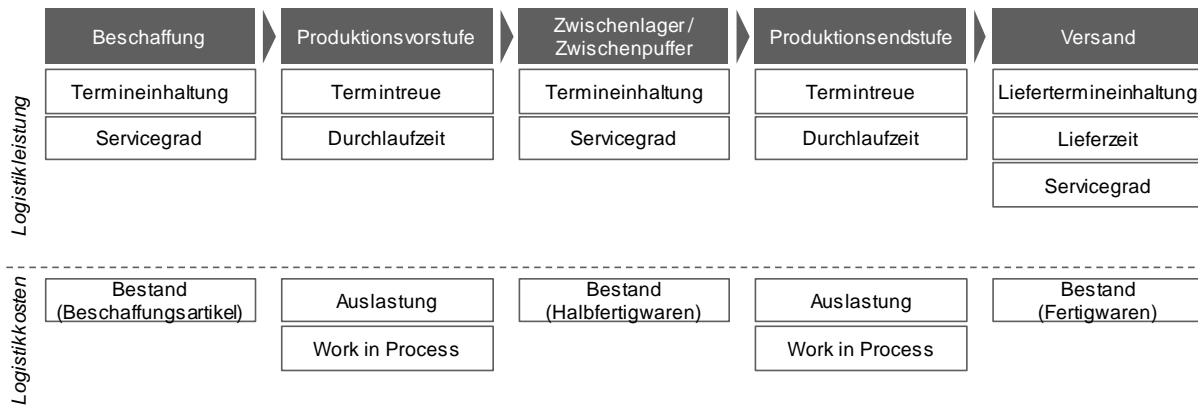 Beschaffung
Produktionsvorstufe
Zwischenlager /
Zwischenpuffer
Produktionsendstufe
Versand
Logistikleistung
Termineinhaltung
Termintreue
Termineinhaltung
Termintreue
Liefertermineinhaltung
Servicegrad
Durchlaufzeit
Servicegrad
Durchlaufzeit
Lieferzeit
Servicegrad
Logistikkosten
Bestand
(Beschaffungsartikel)
Auslastung
Bestand
(Halbfertigwaren)
Auslastung
Bestand
(Fertigwaren)
Work in Process
Work in Process